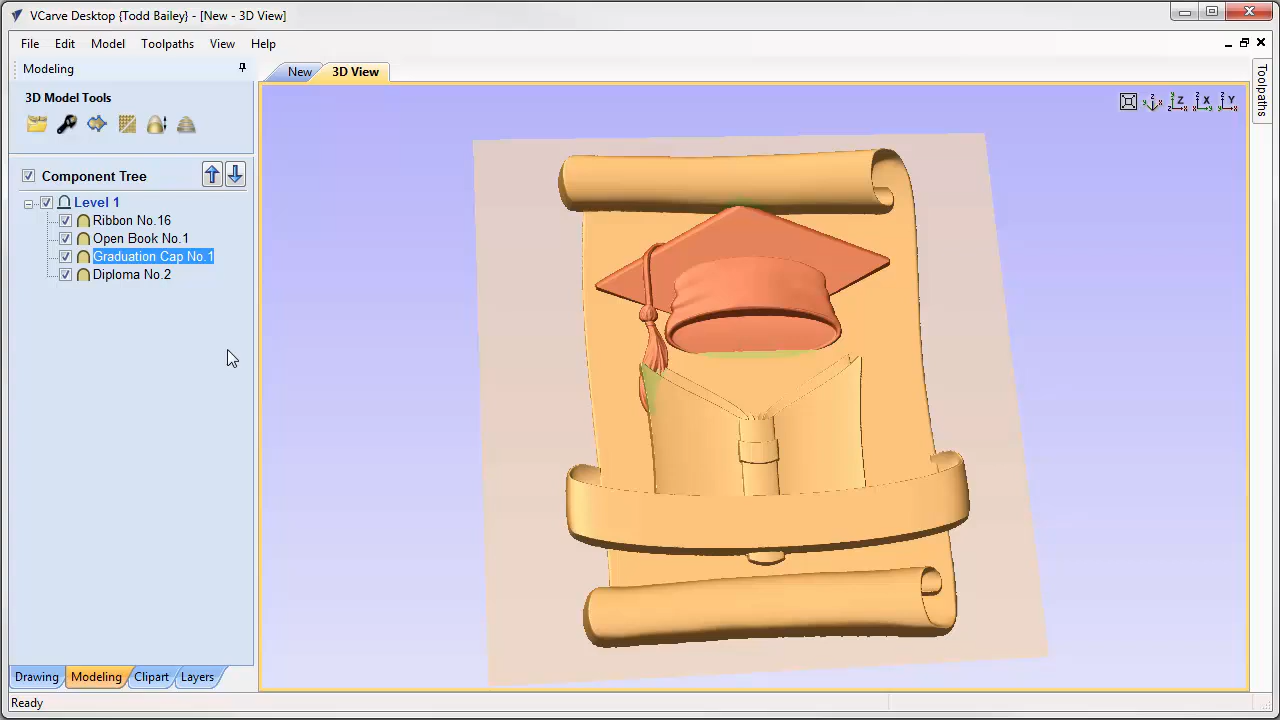 VCarve Desktop {Todd Bailey} - [New - 3D View]
File Edit Model Toolpaths View Help
Modeling
New 3D View
Toolpaths
3D Model Tools
Z X Y
Component Tree
Level 1
Ribbon No.16
Open Book No.1
Graduation Cap No.1
Diploma No.2
Drawing Modeling Clipart Layers
Ready